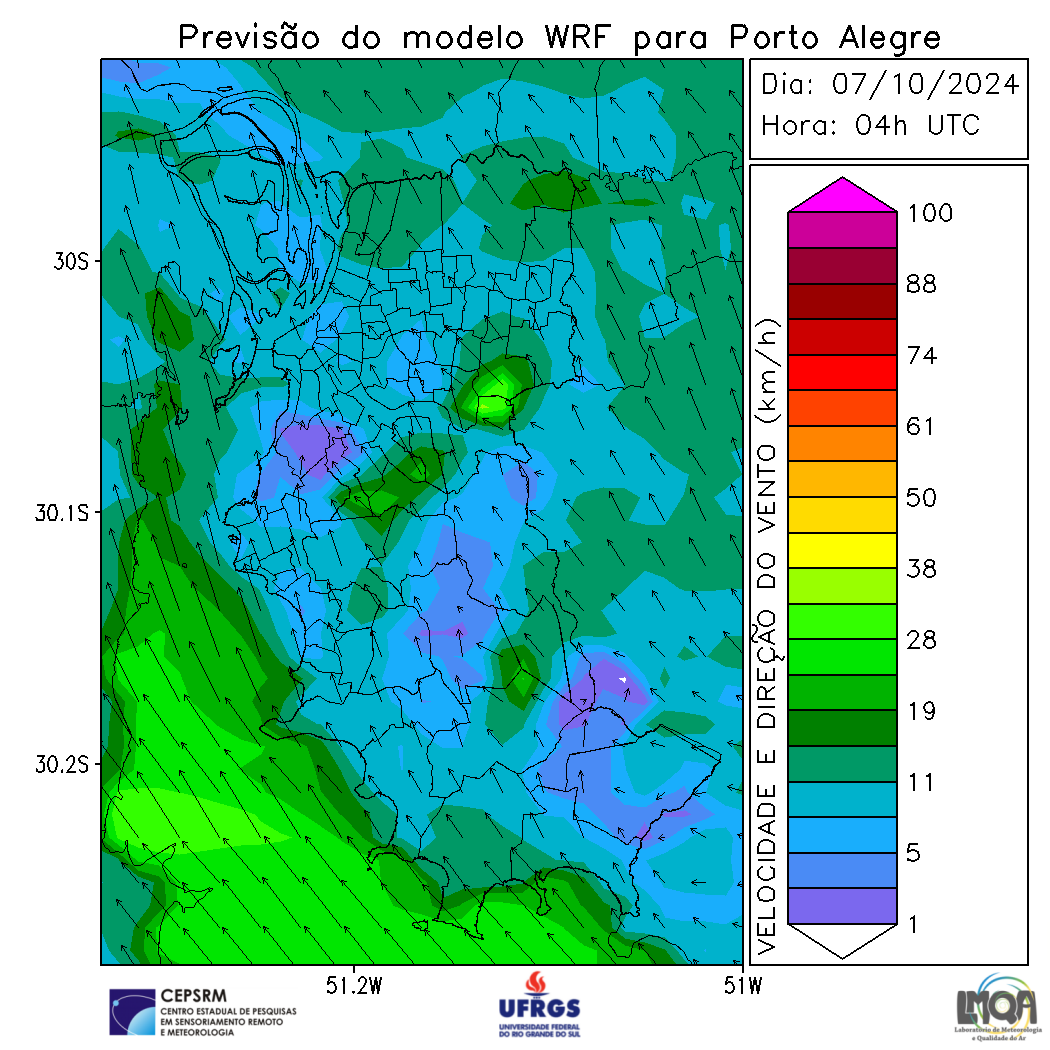 Previsão do modelo WRF para Porto Alegre
Dia: 07/10/2024
Hora: 04h UTC
30S
30.1S
30.2S
51.2W
51W
VELOCIDADE E DIREÇÃO DO VENTO (km/h)
100
88
74
61
50
38
28
19
11
5
1
CEPSRM
CENTRO ESTADUAL DE PESQUISAS
EM SENSORIAMENTO REMOTO
E METEOROLOGIA
UFRGS
UNIVERSIDADE FEDERAL
DO RIO GRANDE DO SUL
LMQA
Laboratório de Meteorologia
e Qualidade do Ar